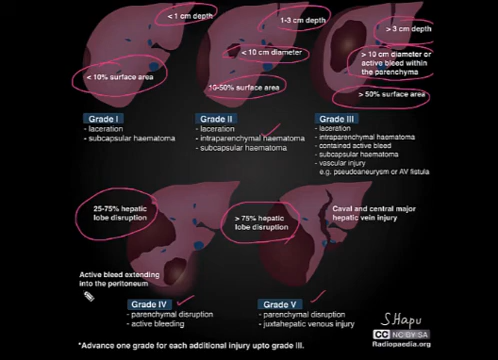 < 1 cm depth
1-3 cm depth
> 3 cm depth
< 10 cm diameter
> 10 cm diameter or
active bleed within
the parenchyma
< 10% surface area
10-50% surface area
> 50% surface area
Grade I
- laceration
- subcapsular haematoma
Grade II
- laceration
- intraparenchymal haematoma
- subcapsular haematoma
Grade III
- laceration
- intraparenchymal haematoma
- contained active bleed
- subcapsular haematoma
- vascular injury
e.g. pseudoaneurysm or AV fistula
25-75% hepatic
lobe disruption
> 75% hepatic
lobe disruption
Caval and central major
hepatic vein injury
Active bleed extending
into the peritoneum
Grade IV
- parenchymal disruption
- active bleeding
Grade V
- parenchymal disruption
- juxtahepatic venous injury
S.Hapu
CC BY NC SA
Radiopaedia.org
*Advance one grade for each additional injury upto grade III.